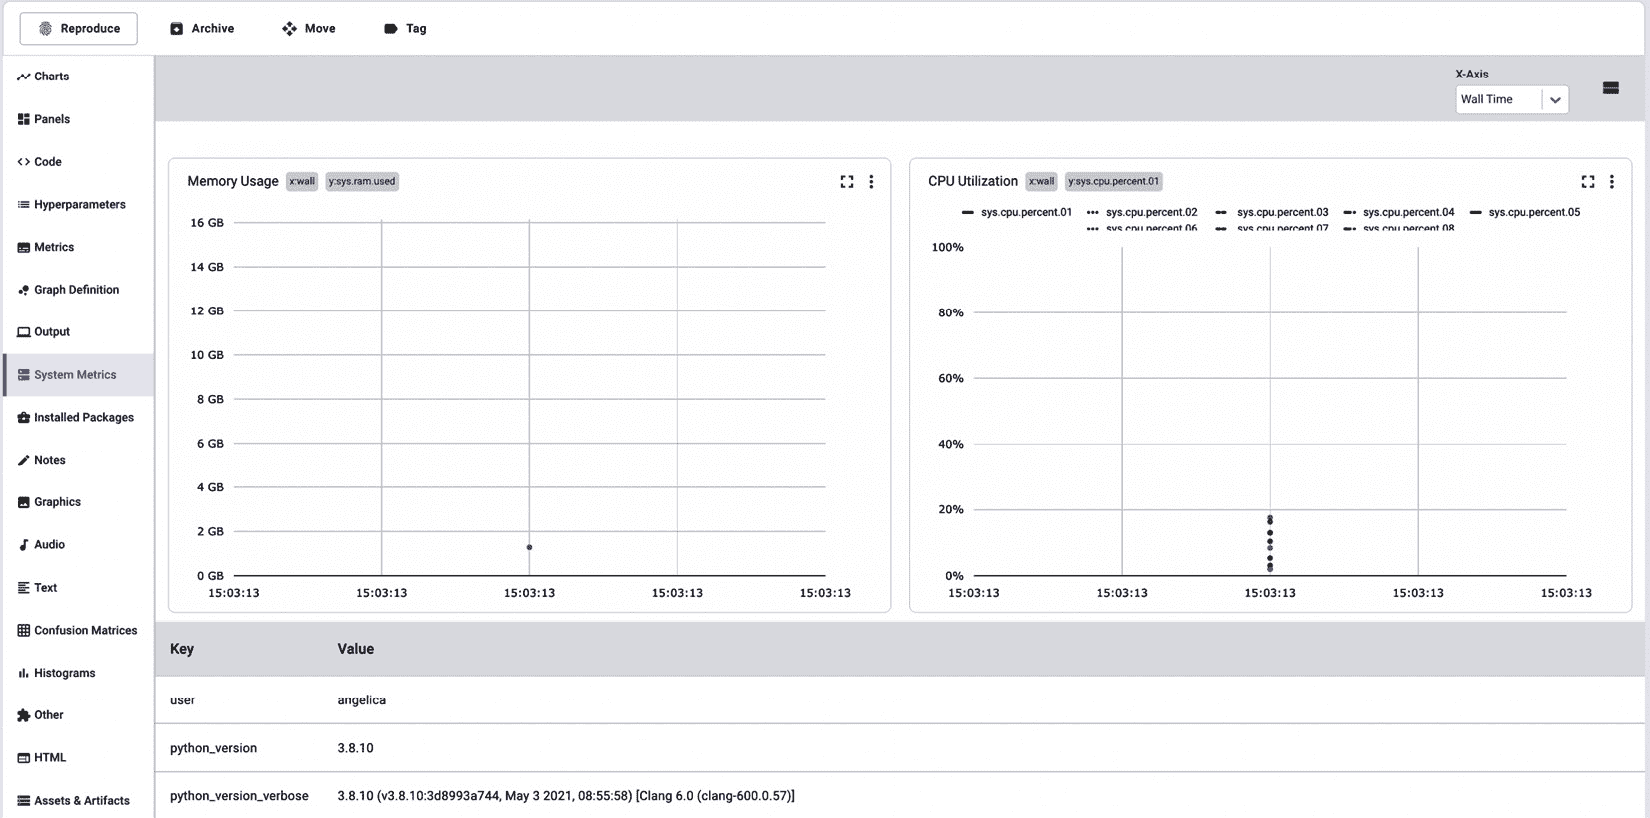 Reproduce Archive Move Tag
Charts
Panels
Code
Hyperparameters
Metrics
Graph Definition
Output
System Metrics
Installed Packages
Notes
Graphics
Audio
Text
Confusion Matrices
Histograms
Other
HTML
Assets & Artifacts
X-Axis
Wall Time
Memory Usage x:wall y:sys.ram.used
16 GB
14 GB
12 GB
10 GB
8 GB
6 GB
4 GB
2 GB
0 GB
15:03:13 15:03:13 15:03:13 15:03:13 15:03:13
CPU Utilization x:wall y:sys.cpu.percent.01
sys.cpu.percent.01 sys.cpu.percent.02 sys.cpu.percent.03 sys.cpu.percent.04 sys.cpu.percent.05
sys.cpu.percent.06 sys.cpu.percent.07 sys.cpu.percent.08
100%
80%
60%
40%
20%
0%
15:03:13 15:03:13 15:03:13 15:03:13 15:03:13
Key Value
user angelica
python_version 3.8.10
python_version_verbose 3.8.10 (v3.8.10:3d8993a744, May 3 2021, 08:55:58) [Clang 6.0 (clang-600.0.57)]